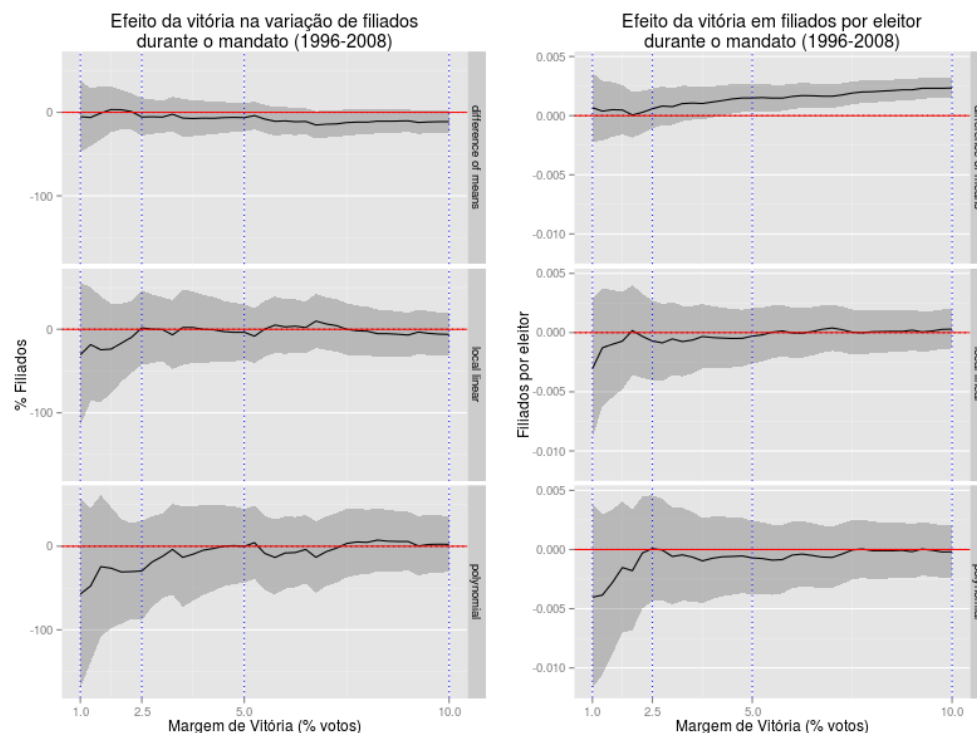 Efeito da vitória na variação de filiados
durante o mandato (1996-2008)
0
-100
difference of means
0
-100
local linear
0
-100
polynomial
% Filiados
1.0 2.5 5.0 10.0
Margem de Vitória (% votos)
Efeito da vitória em filiados por eleitor
durante o mandato (1996-2008)
0.005
0.000
-0.005
-0.010
0.005
0.000
-0.005
-0.010
0.005
0.000
-0.005
-0.010
Filiados por eleitor
1.0 2.5 5.0 10.0
Margem de Vitória (% votos)